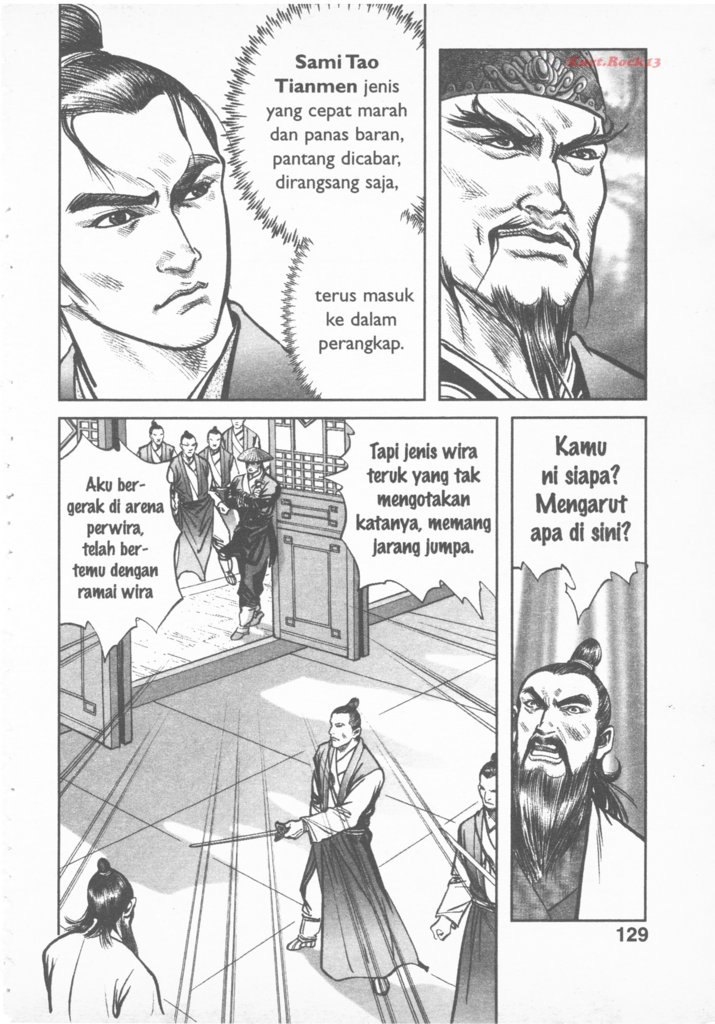 Kurt.Rock13
Sami Tao
Tianmen jenis
yang cepat marah
dan panas baran,
pantang dicabar,
dirangsang saja,
terus masuk
ke dalam
perangkap.
Aku ber-
gerak di arena
perwira,
telah ber-
temu dengan
ramai wira
Tapi jenis wira
teruk yang tak
mengotakan
katanya, memang
jarang jumpa.
Kamu
ni siapa?
Mengarut
apa di sini?
129